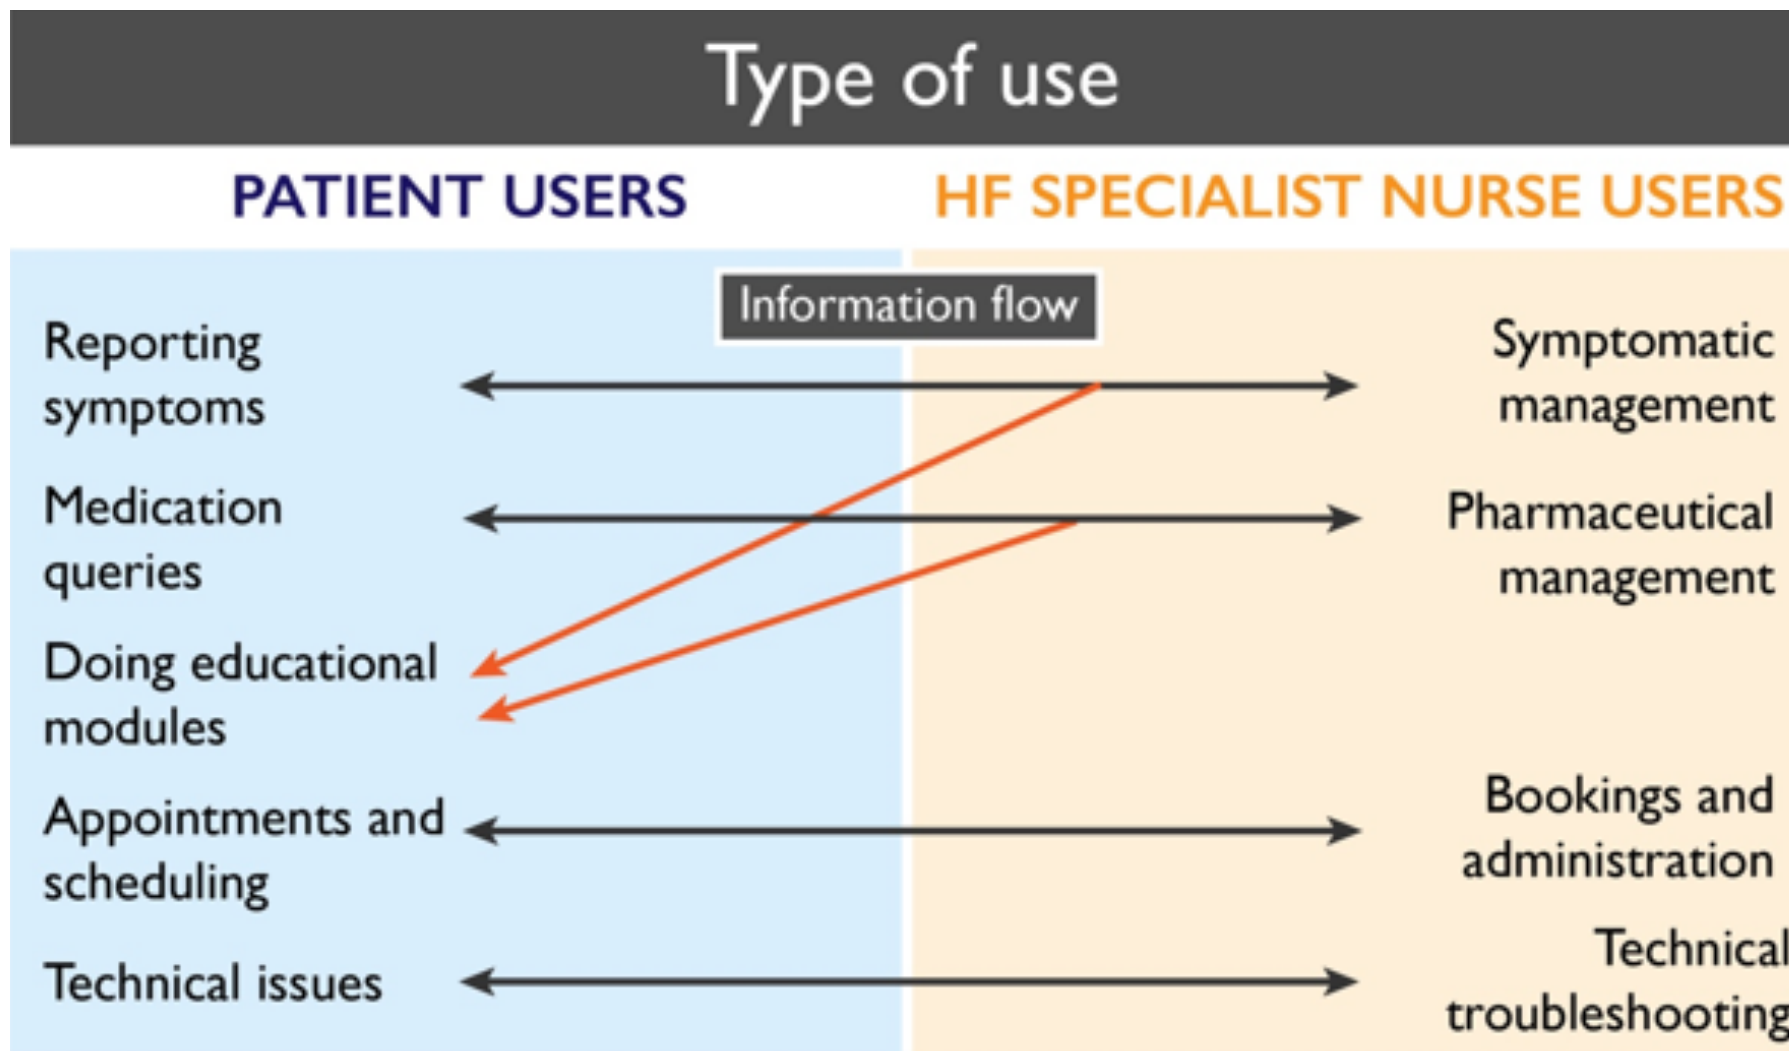 Type of use
PATIENT USERS
HF SPECIALIST NURSE USERS
Information flow
Reporting
symptoms
Symptomatic
management
Medication
queries
Pharmaceutical
management
Doing educational
modules
Appointments and
scheduling
Bookings and
administration
Technical issues
Technical
troubleshooting